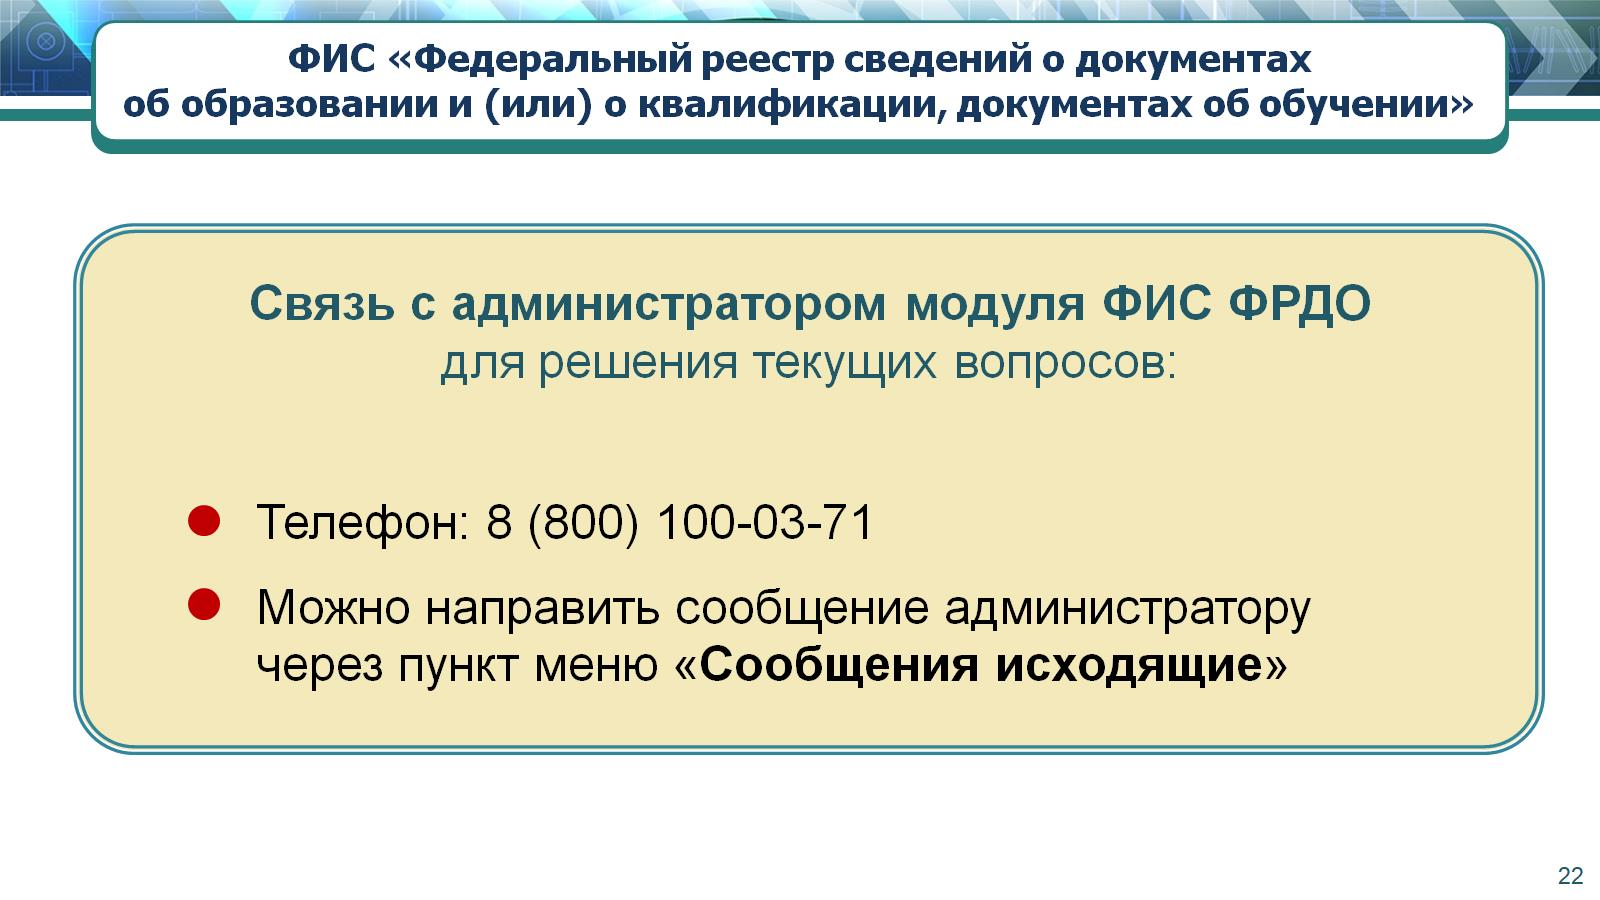 ФИС «Федеральный реестр сведений о документах
об образовании и (или) о квалификации, документах об обучении»
Связь с администратором модуля ФИС ФРДО
для решения текущих вопросов:
Телефон: 8 (800) 100-03-71
Можно направить сообщение администратору
через пункт меню «Сообщения исходящие»
22